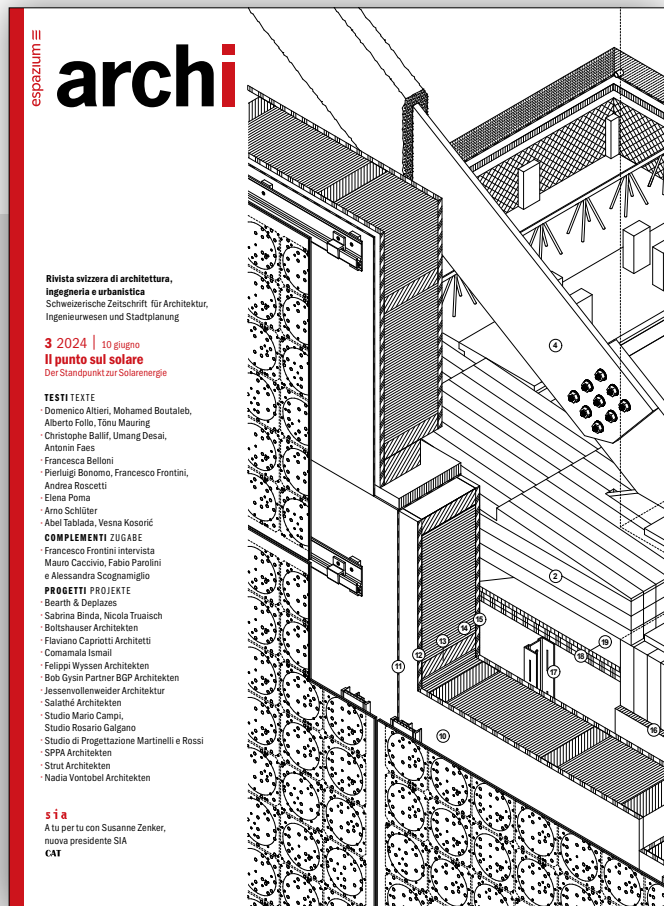 espazium
archi
Rivista svizzera di architettura,
ingegneria e urbanistica
Schweizerische Zeitschrift für Architektur,
Ingenieurwesen und Stadtplanung
3 2024 | 10 giugno
Il punto sul solare
Der Standpunkt zur Solarenergie
TESTI TEXTE
· Domenico Altieri, Mohamed Boutaleb,
Alberto Follo, Tõnu Mauring
· Christophe Ballif, Umang Desai,
Antonin Faes
· Francesca Belloni
· Pierluigi Bonomo, Francesco Frontini,
Andrea Roscetti
· Elena Poma
· Arno Schlüter
· Abel Tablada, Vesna Kosorić
COMPLEMENTI ZUGABE
· Francesco Frontini intervista
Mauro Caccivio, Fabio Parolini
e Alessandra Scognamiglio
PROGETTI PROJEKTE
· Bearth & Deplazes
· Sabrina Binda, Nicola Truaisch
· Boltshauser Architekten
· Flaviano Capriotti Architetti
· Comamala Ismail
· Felippi Wyssen Architekten
· Bob Gysin Partner BGP Architekten
· Jessenvollenweider Architektur
· Salathé Architekten
· Studio Mario Campi,
Studio Rosario Galgano
· Studio di Progettazione Martinelli e Rossi
· SPPA Architekten
· Strut Architekten
· Nadia Vontobel Architekten
sia
A tu per tu con Susanne Zenker,
nuova presidente SIA
CAT
4
2
15
14
13
12
11
10
19
18
17
16